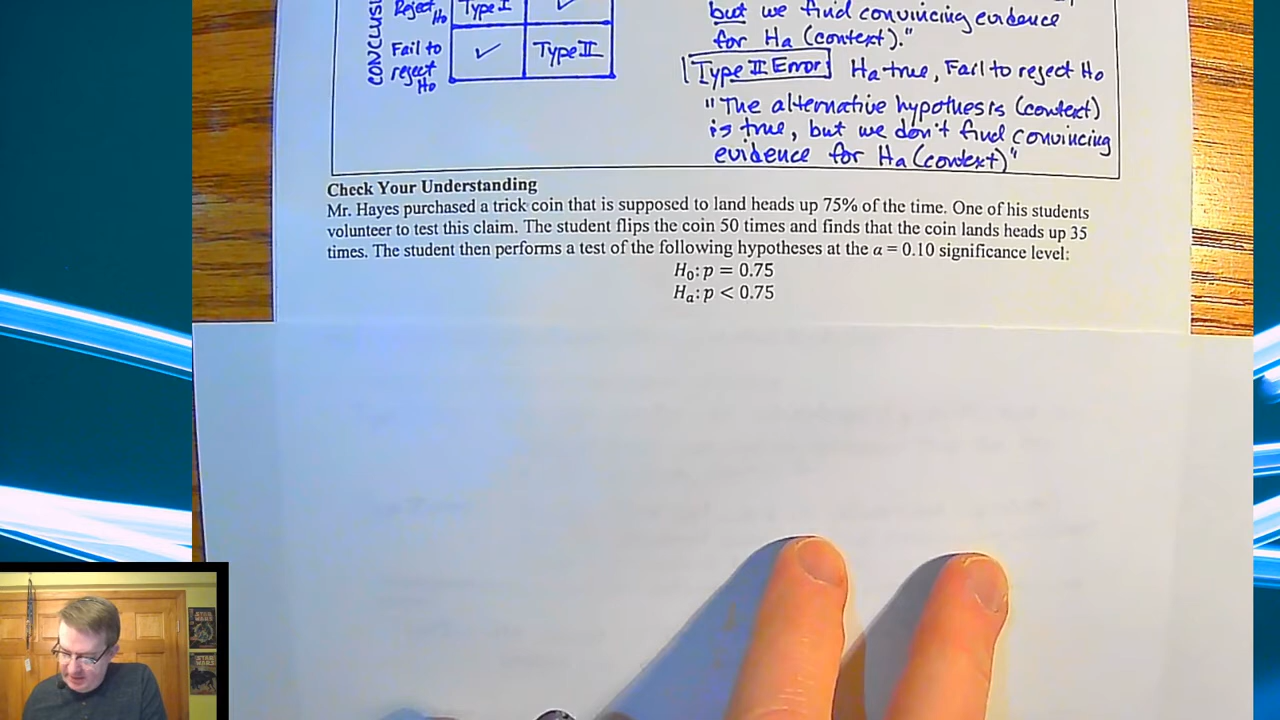 CONCLUSI
Reject H₀ Type I ✓
Fail to reject H₀ ✓ Type II
but we find convincing evidence
for Ha (context)."
Type II Error Ha true, Fail to reject H₀
"The alternative hypothesis (context)
is true, but we don't find convincing
evidence for Ha (context)"
Check Your Understanding
Mr. Hayes purchased a trick coin that is supposed to land heads up 75% of the time. One of his students
volunteer to test this claim. The student flips the coin 50 times and finds that the coin lands heads up 35
times. The student then performs a test of the following hypotheses at the α = 0.10 significance level:
H₀: p = 0.75
Hₐ: p < 0.75
STAR WARS
STAR WARS